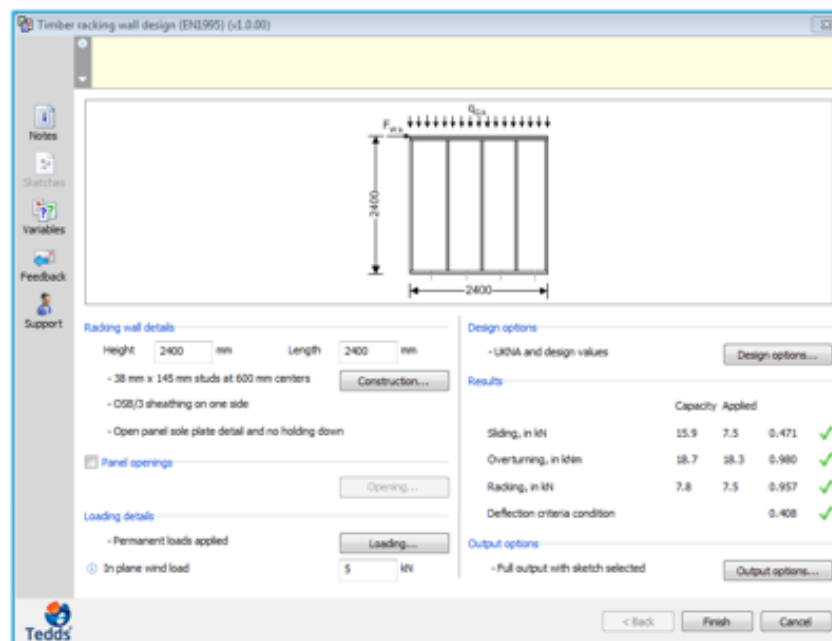 Timber racking wall design (EN1995) (v1.0.00)
Notes
Sketches
Variables
Feedback
Support
2400
2400
Racking wall details
Height 2400 mm Length 2400 mm
- 38 mm x 145 mm studs at 600 mm centers Construction...
- OSB/3 sheathing on one side
- Open panel sole plate detail and no holding down
Panel openings
Opening...
Loading details
- Permanent loads applied Loading...
In plane wind load 5 kN
Design options
- UKNA and design values Design options...
Results
Capacity Applied
Sliding, in kN 15.9 7.5 0.471
Overturning, in kNm 18.7 18.3 0.980
Racking, in kN 7.8 7.5 0.957
Deflection criteria condition 0.408
Output options
- Full output with sketch selected Output options...
Tedds
< Back Finish Cancel